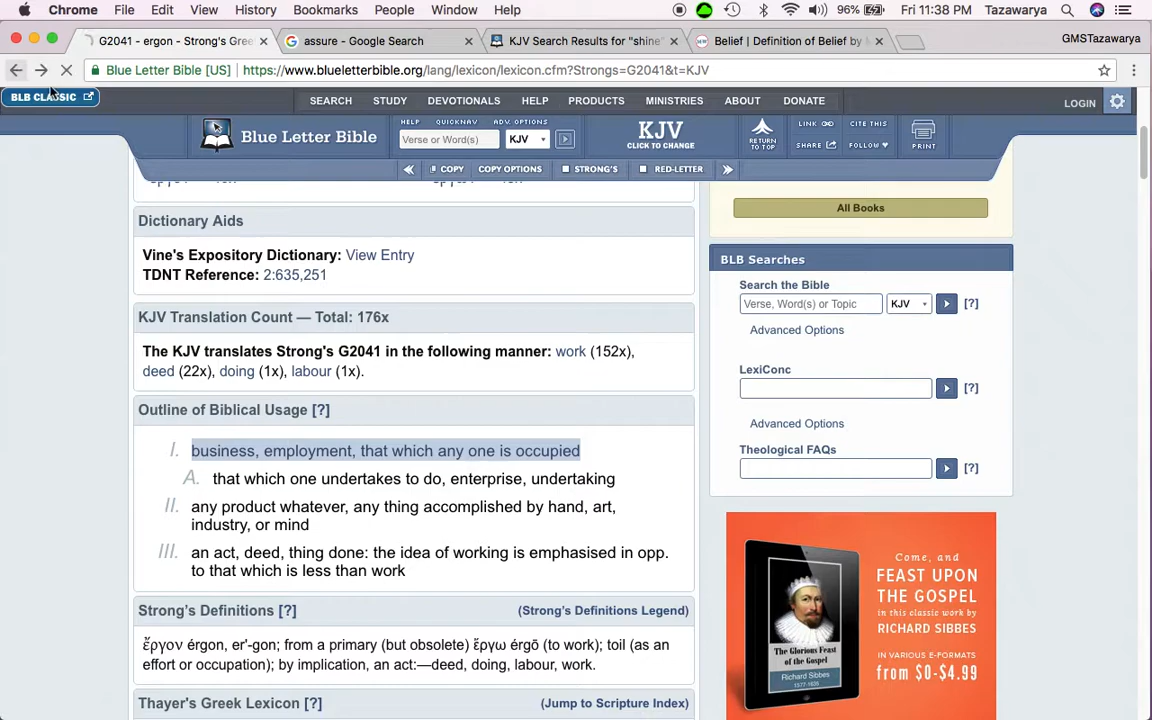 Chrome File Edit View History Bookmarks People Window Help 96% Fri 11:38 PM Tazawarya
G2041 - ergon - Strong's Gree × assure - Google Search × KJV Search Results for "shine" × Belief | Definition of Belief by M × GMSTazawarya
Blue Letter Bible [US] https://www.blueletterbible.org/lang/lexicon/lexicon.cfm?Strongs=G2041&t=KJV
BLB CLASSIC SEARCH STUDY DEVOTIONALS HELP PRODUCTS MINISTRIES ABOUT DONATE LOGIN
HELP QUICKNAV ADV. OPTIONS
Blue Letter Bible Verse or Word(s) KJV
KJV
CLICK TO CHANGE
RETURN TO TOP
LINK CITE THIS
SHARE FOLLOW
PRINT
COPY COPY OPTIONS STRONG'S RED-LETTER
Dictionary Aids
Vine's Expository Dictionary: View Entry
TDNT Reference: 2:635,251
KJV Translation Count — Total: 176x
The KJV translates Strong's G2041 in the following manner: work (152x),
deed (22x), doing (1x), labour (1x).
Outline of Biblical Usage [?]
I. business, employment, that which any one is occupied
A. that which one undertakes to do, enterprise, undertaking
II. any product whatever, any thing accomplished by hand, art,
industry, or mind
III. an act, deed, thing done: the idea of working is emphasised in opp.
to that which is less than work
Strong's Definitions [?] (Strong's Definitions Legend)
ἔργον érgon, er'-gon; from a primary (but obsolete) ἔργω érgō (to work); toil (as an
effort or occupation); by implication, an act:—deed, doing, labour, work.
Thayer's Greek Lexicon [?] (Jump to Scripture Index)
All Books
BLB Searches
Search the Bible
Verse, Word(s) or Topic KJV [?]
Advanced Options
LexiConc
[?]
Advanced Options
Theological FAQs
[?]
Come, and
FEAST UPON
THE GOSPEL
in this classic work by
RICHARD SIBBES
IN VARIOUS E-FORMATS
from $0-$4.99
The Glorious Feast
of the Gospel
Richard Sibbes
1577-1635